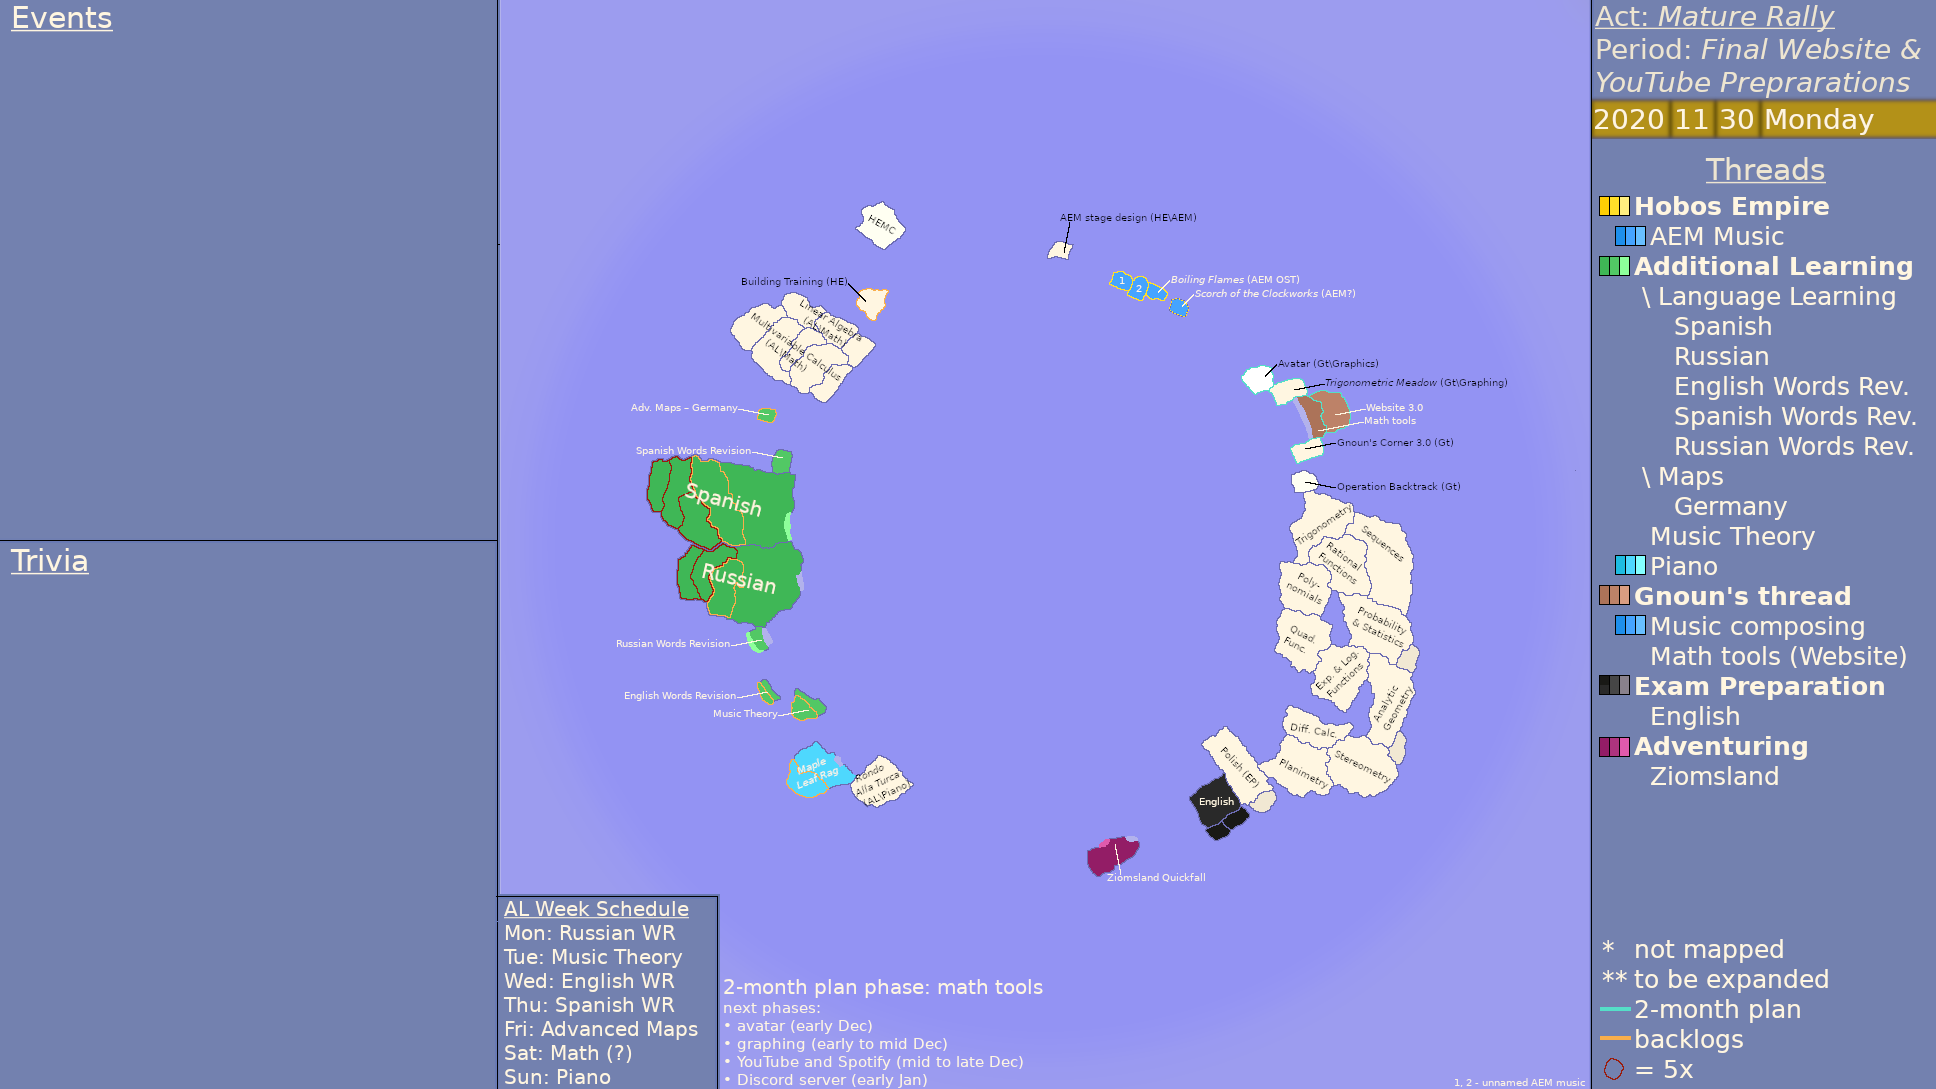 Events
Trivia
HEMC
Building Training (HE)
Linear Algebra
(AL\Math)
Multivariable Calculus
(AL\Math)
Adv. Maps – Germany
Spanish Words Revision
Spanish
Russian
Russian Words Revision
English Words Revision
Music Theory
Maple
Leaf Rag
Rondo
Alla Turca
(AL\Piano)
AEM stage design (HE\AEM)
1
2
Boiling Flames (AEM OST)
Scorch of the Clockworks (AEM?)
Avatar (Gt\Graphics)
Trigonometric Meadow (Gt\Graphing)
Website 3.0
Math tools
Gnoun's Corner 3.0 (Gt)
Operation Backtrack (Gt)
Trigonometry
Sequences
Rational
Functions
Poly-
nomials
Probability
& Statistics
Quad.
Func.
Exp. & Log.
Functions
Analytic
Geometry
Diff. Calc.
Planimetry
Stereometry
Polish (EP)
English
Ziomsland Quickfall
AL Week Schedule
Mon: Russian WR
Tue: Music Theory
Wed: English WR
Thu: Spanish WR
Fri: Advanced Maps
Sat: Math (?)
Sun: Piano
2-month plan phase: math tools
next phases:
• avatar (early Dec)
• graphing (early to mid Dec)
• YouTube and Spotify (mid to late Dec)
• Discord server (early Jan)
1, 2 - unnamed AEM music
Act: Mature Rally
Period: Final Website &
YouTube Preprarations
2020 11 30 Monday
Threads
Hobos Empire
AEM Music
Additional Learning
\ Language Learning
Spanish
Russian
English Words Rev.
Spanish Words Rev.
Russian Words Rev.
\ Maps
Germany
Music Theory
Piano
Gnoun's thread
Music composing
Math tools (Website)
Exam Preparation
English
Adventuring
Ziomsland
* not mapped
** to be expanded
2-month plan
backlogs
= 5x